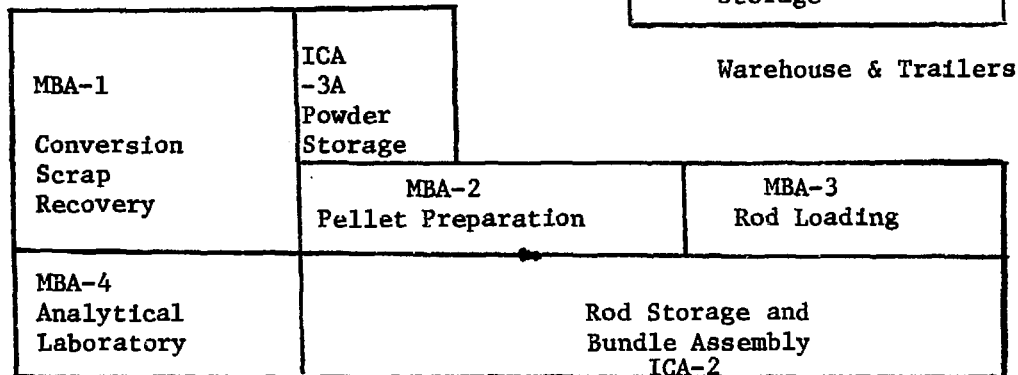 Storage
Warehouse & Trailers
MBA-1
Conversion
Scrap
Recovery
ICA
-3A
Powder
Storage
MBA-2
Pellet Preparation
MBA-3
Rod Loading
MBA-4
Analytical
Laboratory
Rod Storage and
Bundle Assembly
ICA-2